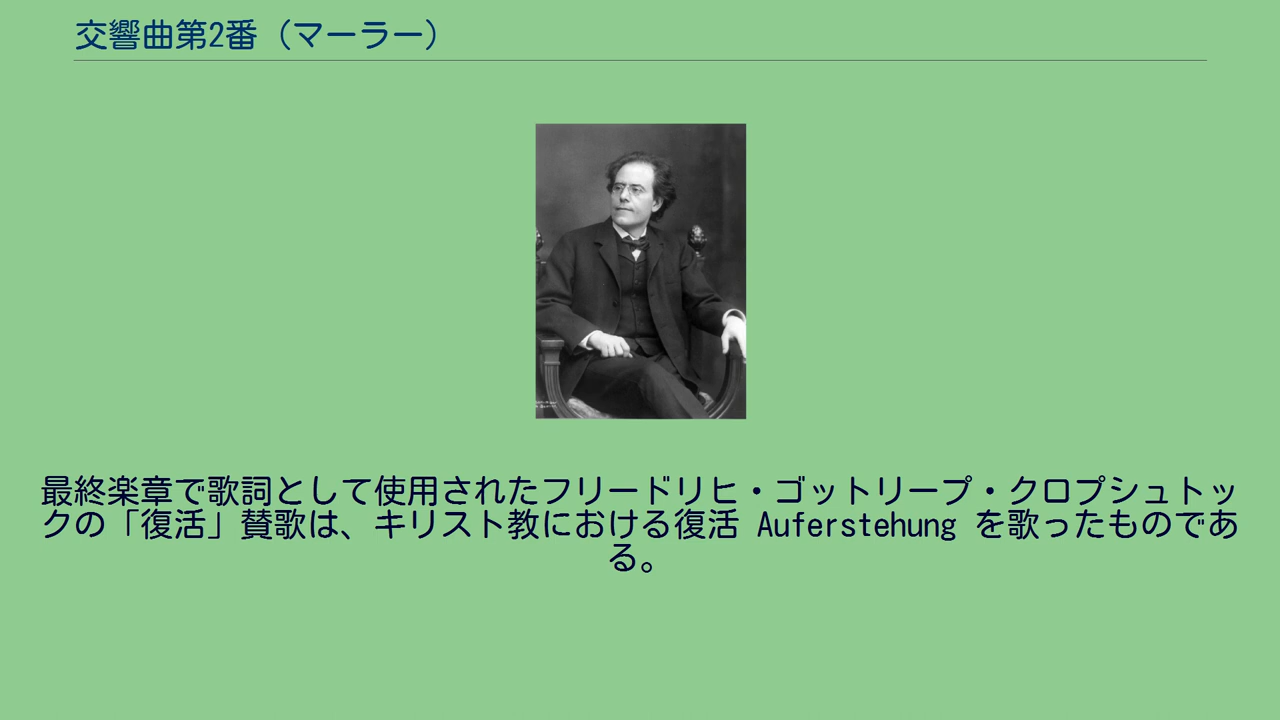 交響曲第2番（マーラー）
最終楽章で歌詞として使用されたフリードリヒ・ゴットリープ・クロプシュトッ
クの「復活」賛歌は、キリスト教における復活 Auferstehung を歌ったものであ
る。